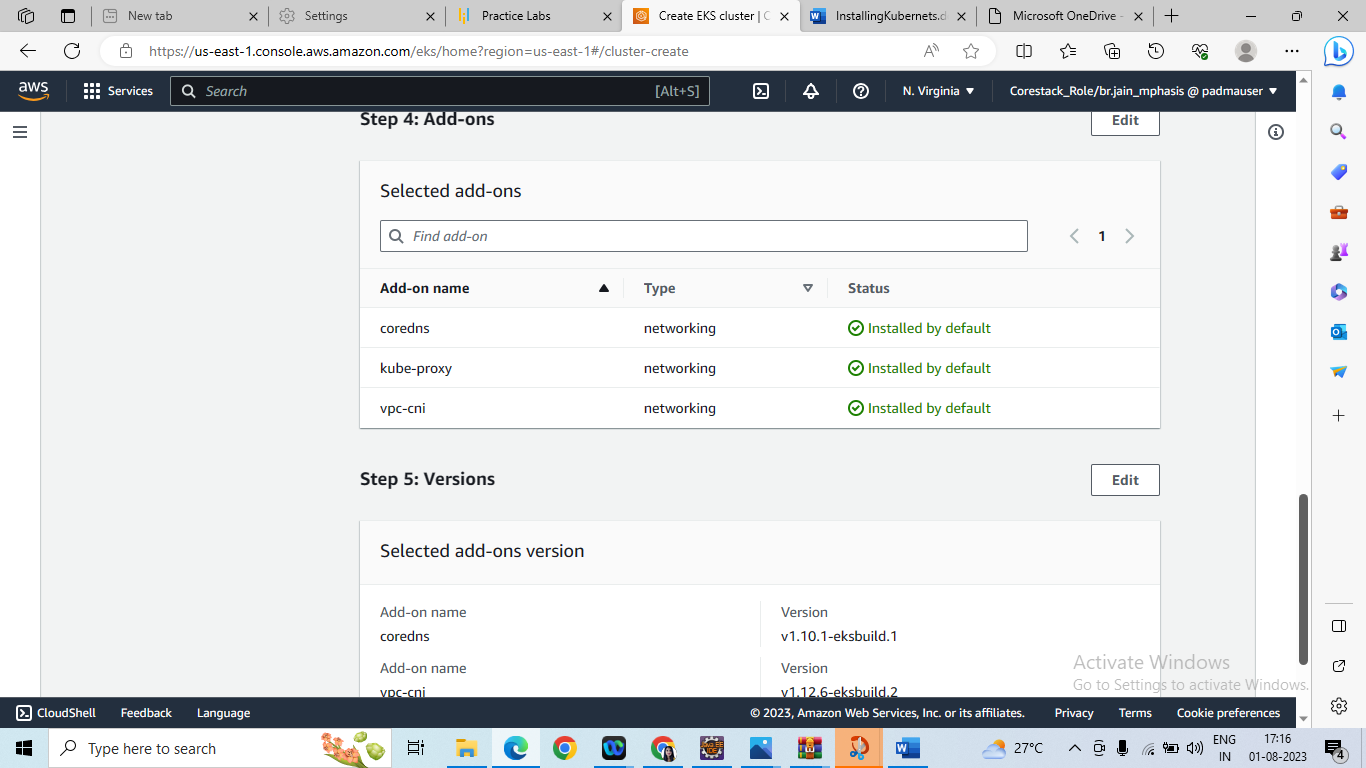 New tab
Settings
Practice Labs
Create EKS cluster | C
InstallingKubernets.d
Microsoft OneDrive -
https://us-east-1.console.aws.amazon.com/eks/home?region=us-east-1#/cluster-create
aws
Services
Search
[Alt+S]
N. Virginia
Corestack_Role/br.jain_mphasis @ padmauser
Step 4: Add-ons
Edit
Selected add-ons
Find add-on
1
Add-on name Type Status
coredns networking Installed by default
kube-proxy networking Installed by default
vpc-cni networking Installed by default
Step 5: Versions
Edit
Selected add-ons version
Add-on name Version
coredns v1.10.1-eksbuild.1
Add-on name Version
vpc-cni v1.12.6-eksbuild.2
Activate Windows
Go to Settings to activate Windows.
CloudShell Feedback Language © 2023, Amazon Web Services, Inc. or its affiliates. Privacy Terms Cookie preferences
Type here to search
27°C
ENG
IN
17:16
01-08-2023
4